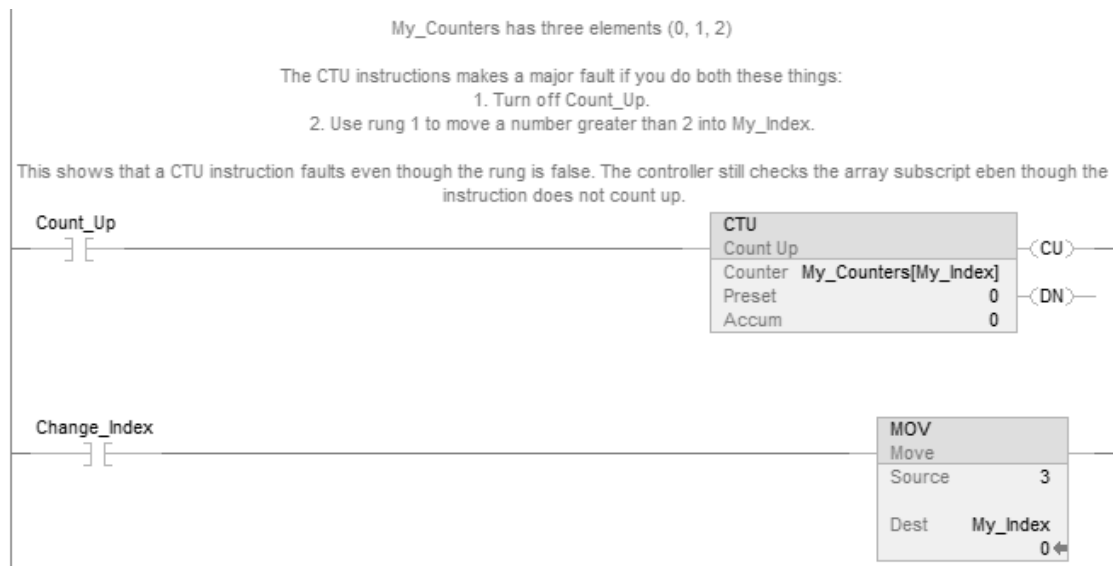 My_Counters has three elements (0, 1, 2)
The CTU instructions makes a major fault if you do both these things:
1. Turn off Count_Up.
2. Use rung 1 to move a number greater than 2 into My_Index.
This shows that a CTU instruction faults even though the rung is false. The controller still checks the array subscript eben though the
instruction does not count up.
Count_Up
CTU
Count Up
CU
Counter My_Counters[My_Index]
Preset 0
DN
Accum 0
Change_Index
MOV
Move
Source 3
Dest My_Index
0